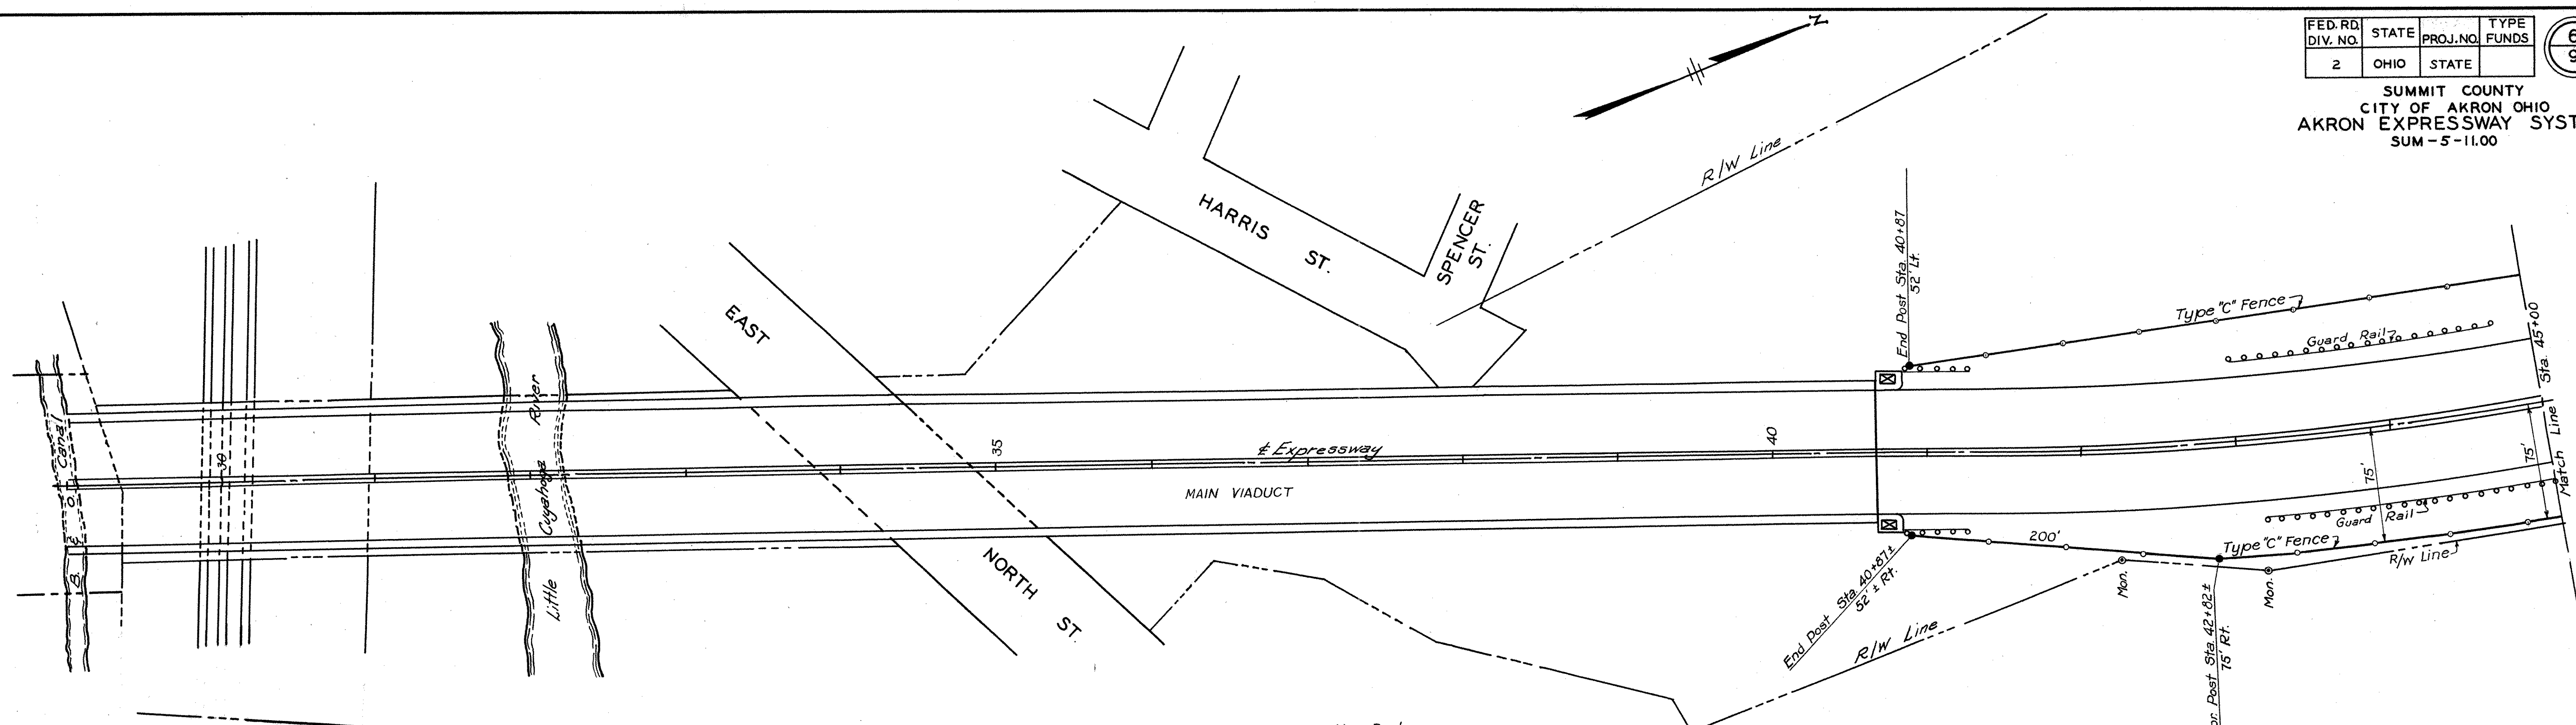 FED. RD. DIV. NO.
STATE
PROJ. NO.
TYPE FUNDS
2
OHIO
STATE
6
9
SUMMIT COUNTY
CITY OF AKRON OHIO
AKRON EXPRESSWAY SYST
SUM-5-11.00
N
R/W Line
HARRIS ST.
SPENCER ST.
End Post Sta. 40+87
52' Lt.
Type "C" Fence
Guard Rail
Sta. 45+00
Match Line
EAST
NORTH ST.
River
Cuyahoga
Little
Canal
O.
&
B.
30
35
40
℄ Expressway
MAIN VIADUCT
75'
75'
Guard Rail
200'
Type "C" Fence
R/W Line
Mon.
Mon.
End Post Sta. 40+87±
52'± Rt.
R/W Line
Post Sta. 42+82±
75' Rt.